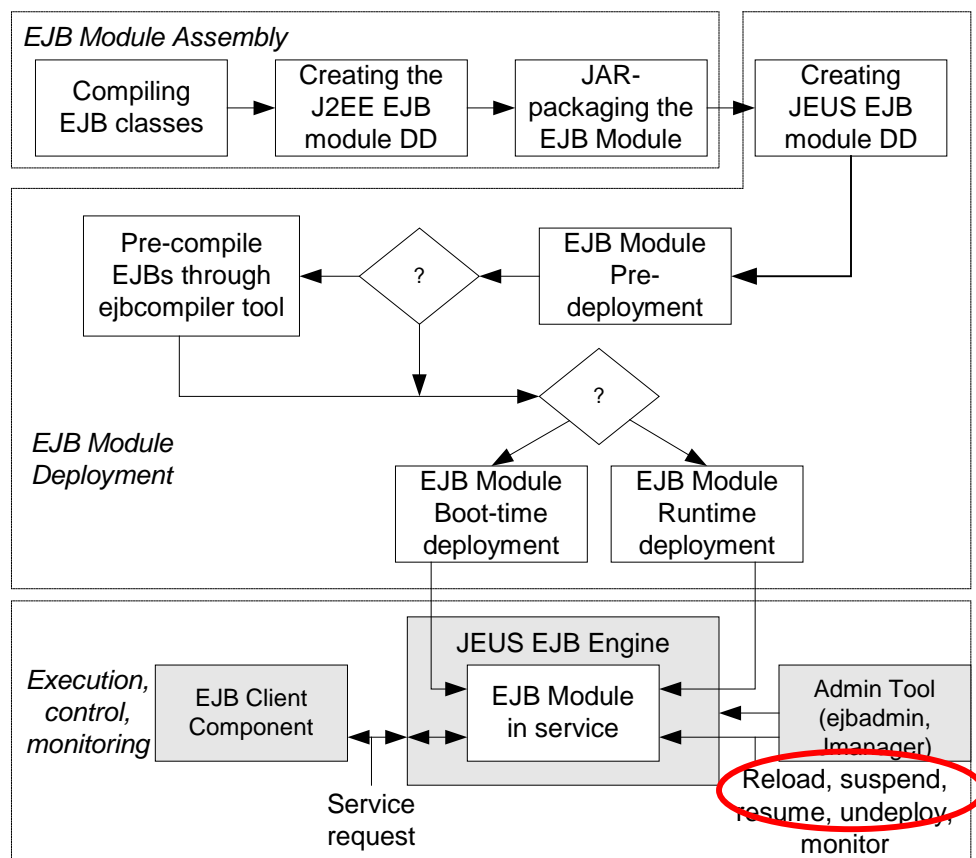 EJB Module Assembly
Compiling
EJB classes
Creating the
J2EE EJB
module DD
JAR-
packaging the
EJB Module
Creating
JEUS EJB
module DD
Pre-compile
EJBs through
ejbcompiler tool
?
EJB Module
Pre-
deployment
?
EJB Module
Deployment
EJB Module
Boot-time
deployment
EJB Module
Runtime
deployment
Execution,
control,
monitoring
EJB Client
Component
JEUS EJB Engine
EJB Module
in service
Admin Tool
(ejbadmin,
Jmanager)
Service
request
Reload, suspend,
resume, undeploy,
monitor